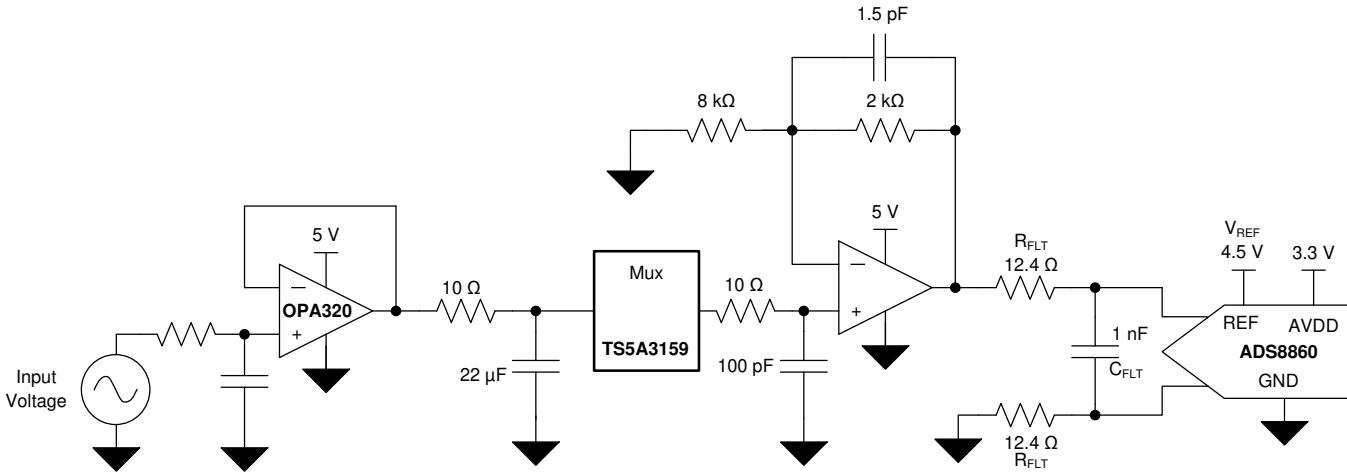 1.5 pF
8 kΩ
2 kΩ
5 V
5 V
10 Ω
OPA320
−
+
Input
Voltage
22 µF
Mux
TS5A3159
10 Ω
100 pF
−
+
R_FLT
12.4 Ω
1 nF
C_FLT
12.4 Ω
R_FLT
V_REF
4.5 V
3.3 V
REF
AVDD
ADS8860
GND